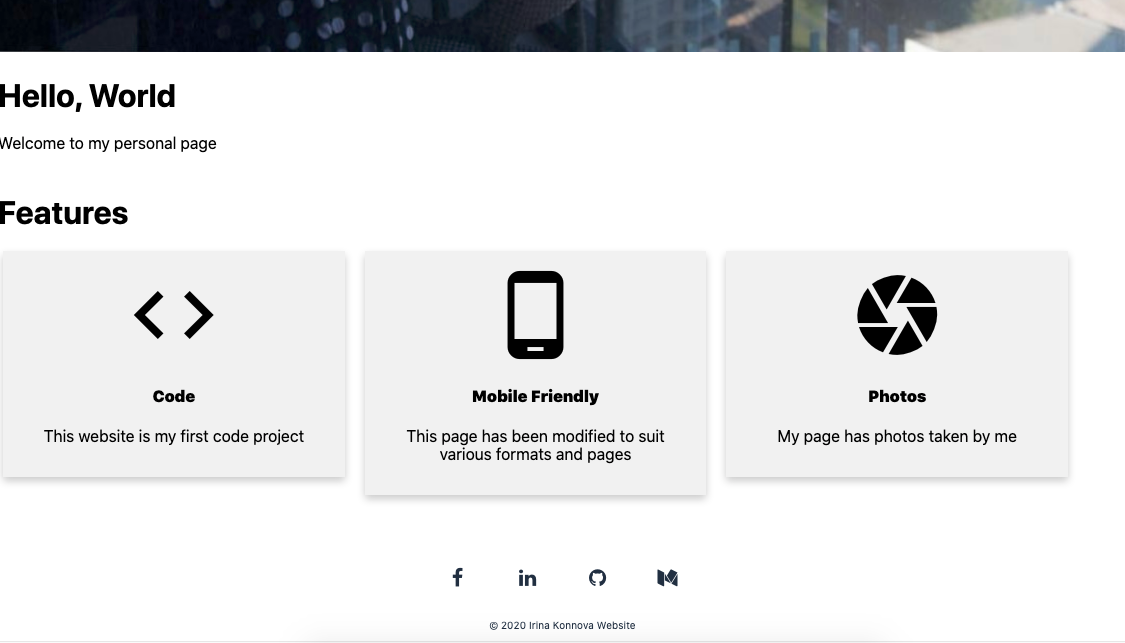 Hello, World
Welcome to my personal page
Features
Code
This website is my first code project
Mobile Friendly
This page has been modified to suit
various formats and pages
Photos
My page has photos taken by me
© 2020 Irina Konnova Website